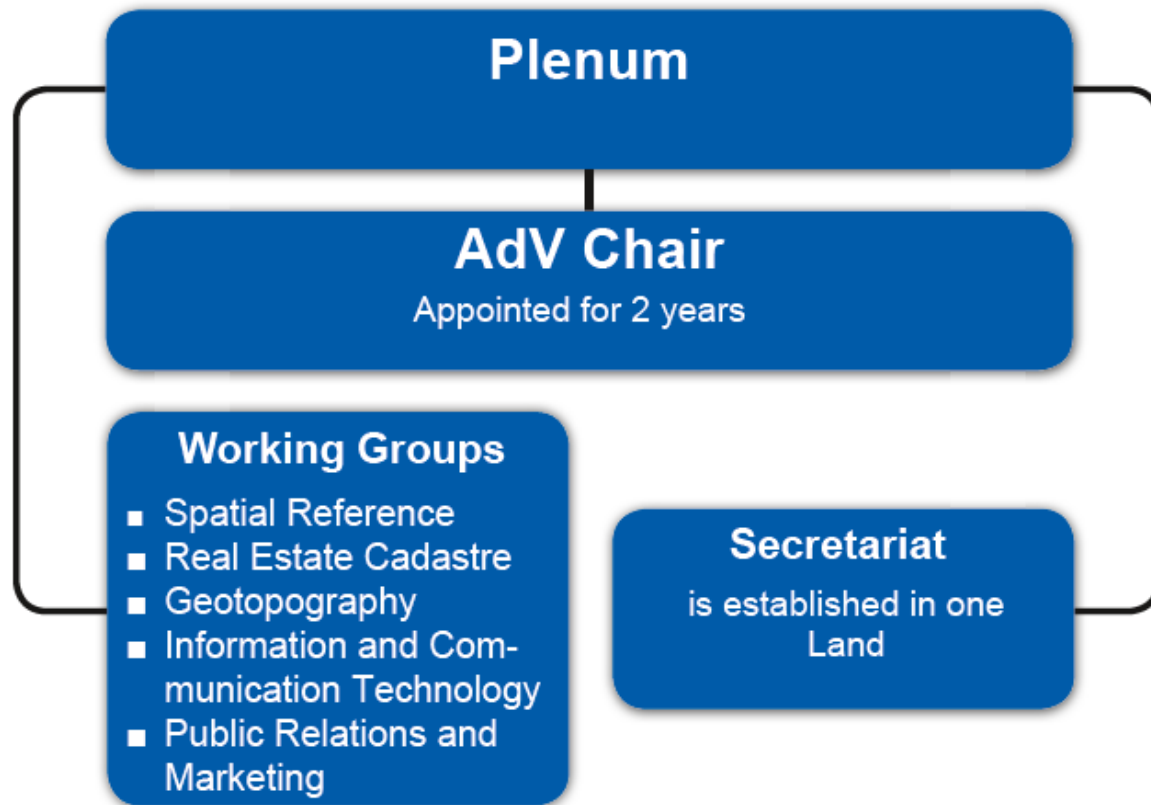 Plenum
AdV Chair
Appointed for 2 years
Working Groups
▪ Spatial Reference
▪ Real Estate Cadastre
▪ Geotopography
▪ Information and Com-
munication Technology
▪ Public Relations and
Marketing
Secretariat
is established in one
Land